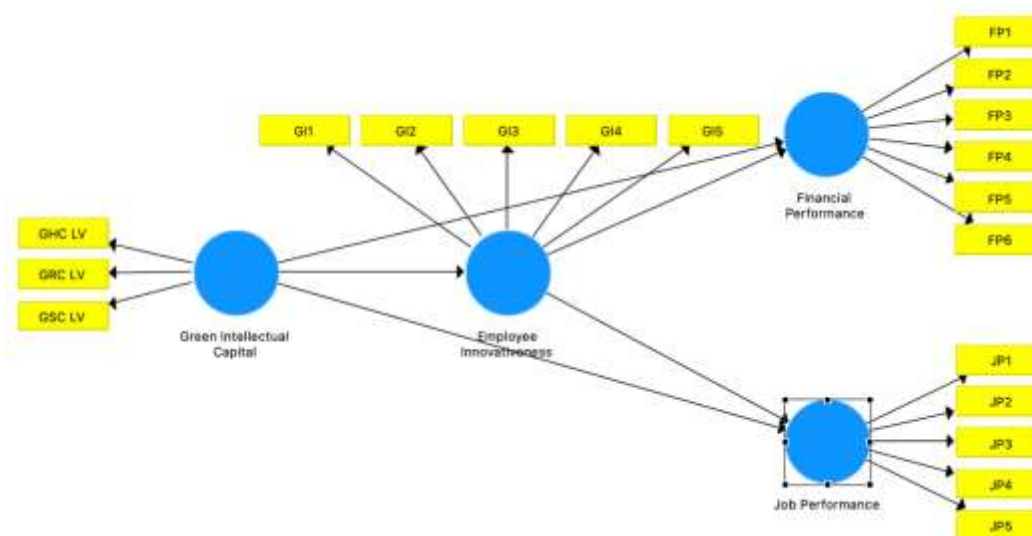 FP1
FP2
GI1
GI2
GI3
GI4
GI5
FP3
FP4
Financial
Performance
FP5
FP6
GHC LV
GRC LV
GSC LV
Green Intellectual
Capital
Employee
Innovativeness
JP1
JP2
JP3
JP4
Job Performance
JP5